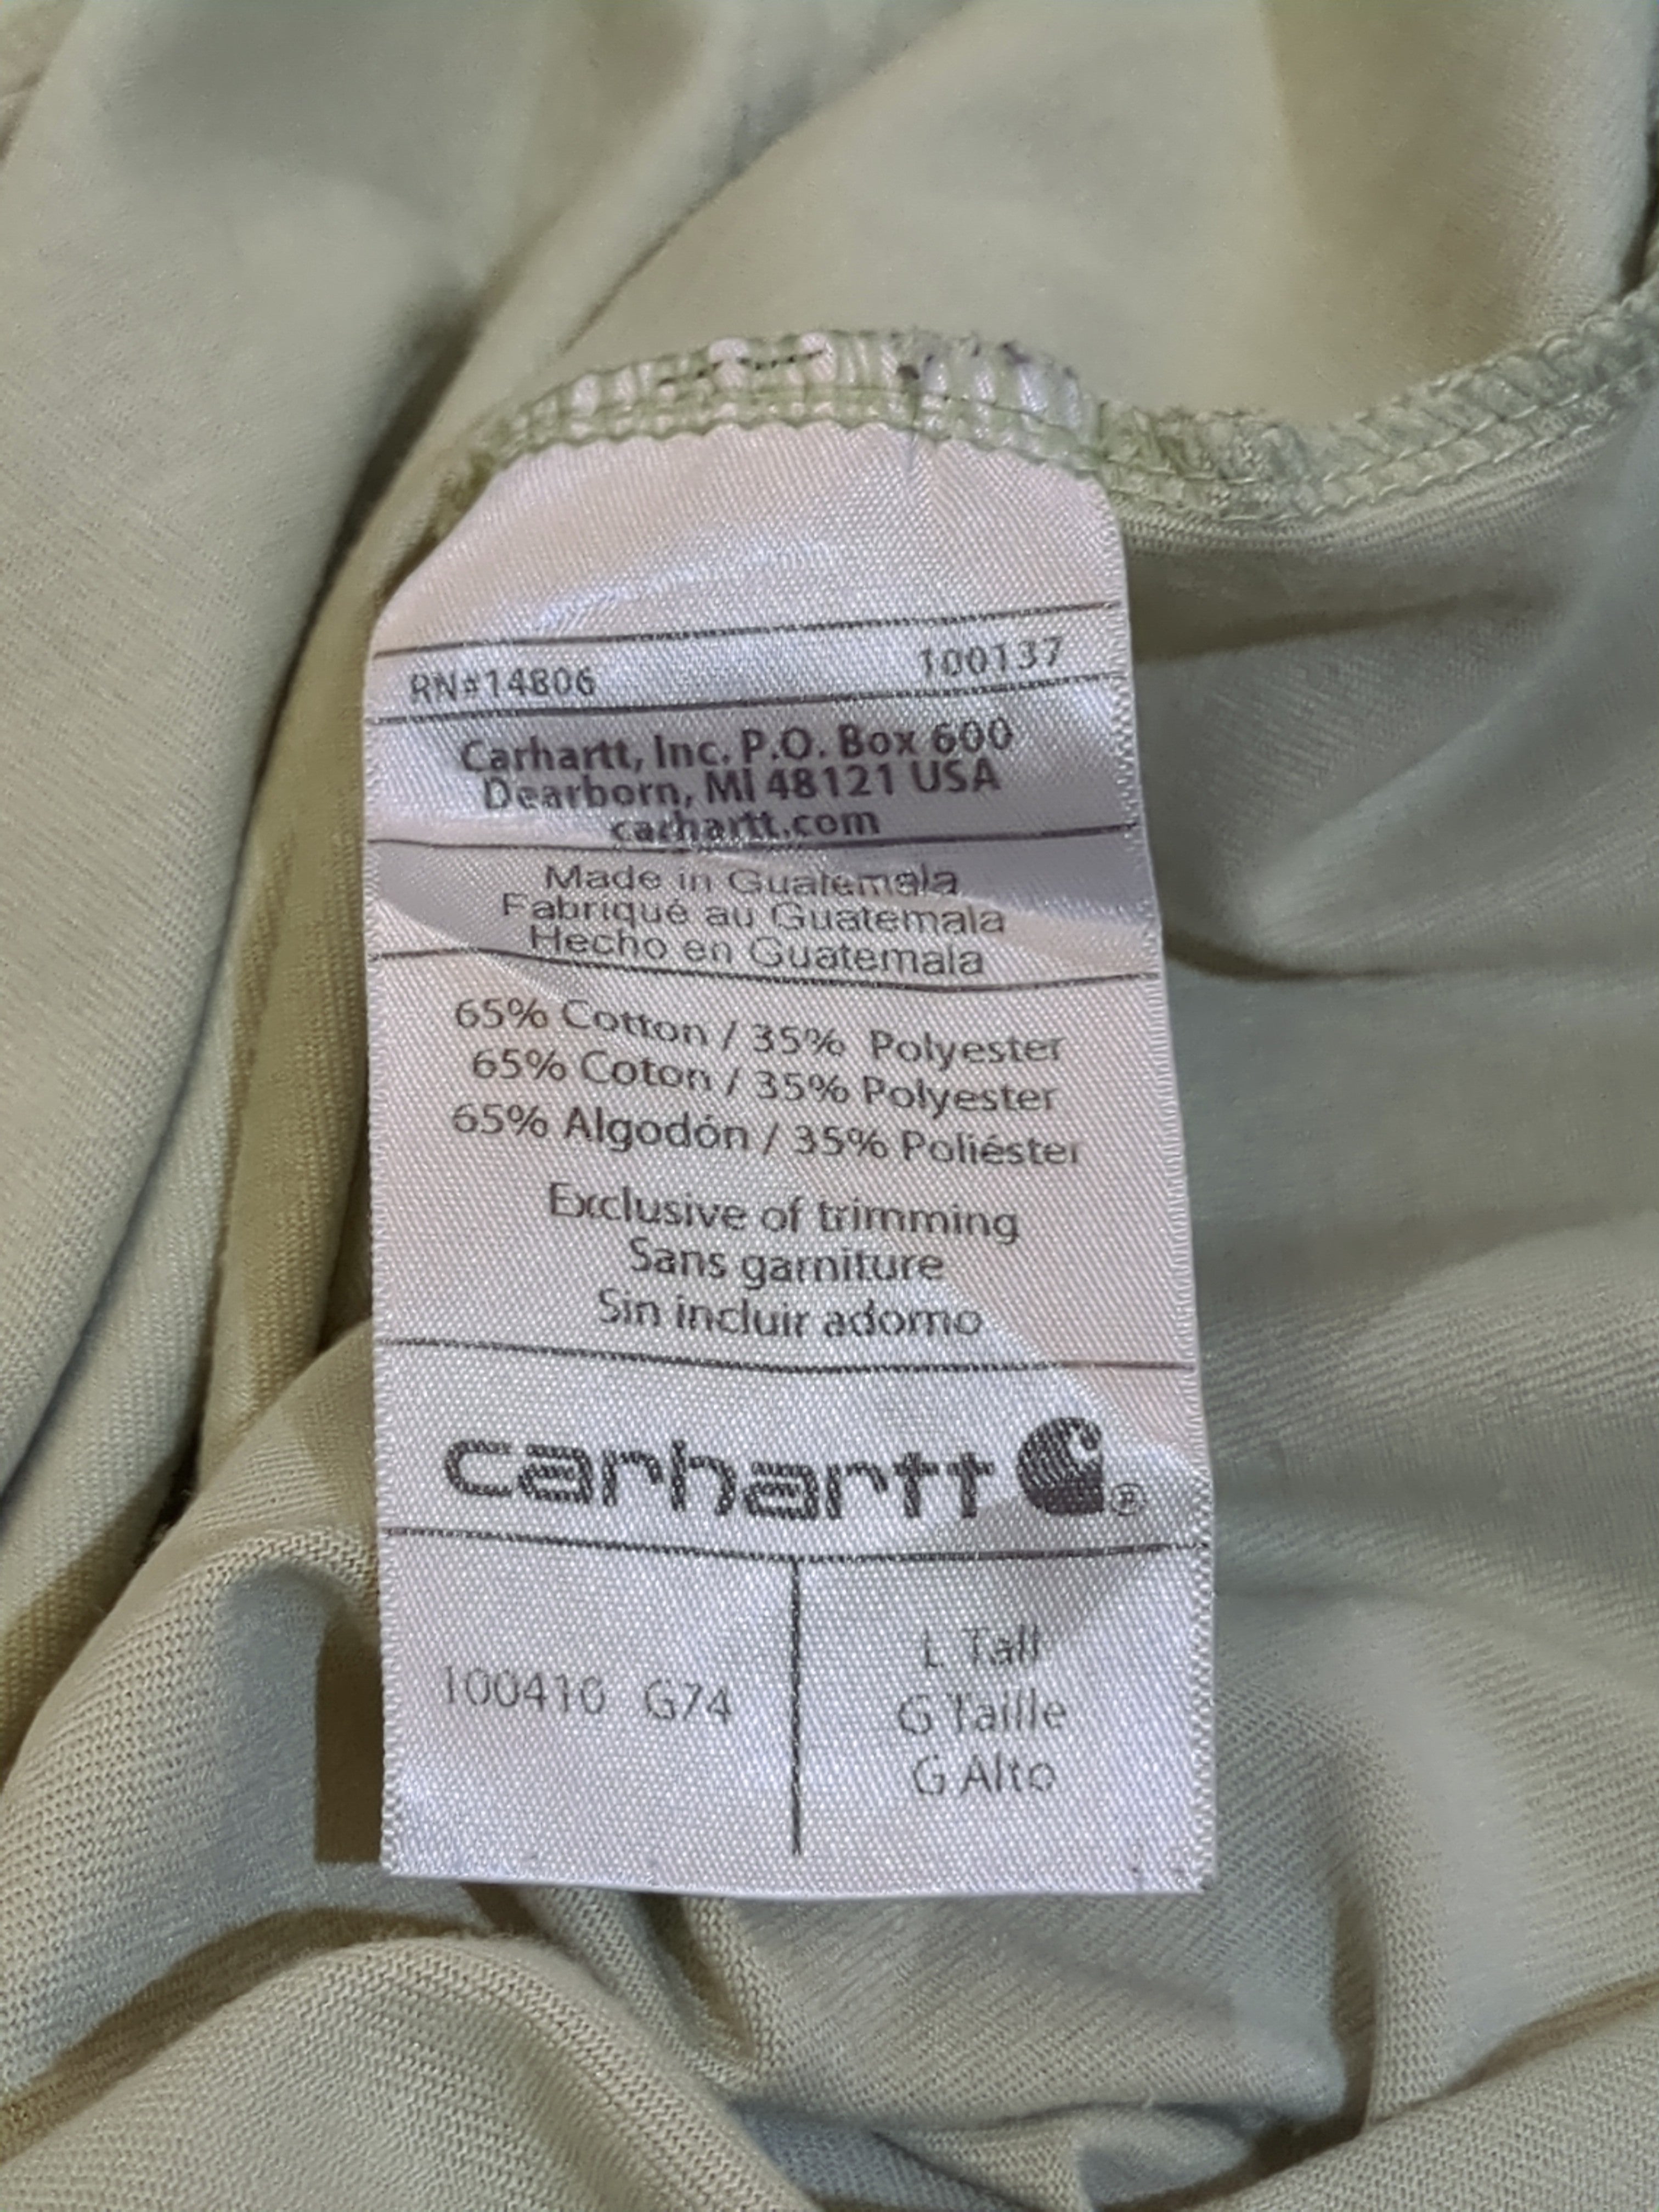 RN#14806 100137
Carhartt, Inc. P.O. Box 600
Dearborn, MI 48121 USA
carhartt.com
Made in Guatemala
Fabriqué au Guatemala
Hecho en Guatemala
65% Cotton / 35% Polyester
65% Coton / 35% Polyester
65% Algodón / 35% Poliéster
Exclusive of trimming
Sans garniture
Sin incluir adorno
carhartt ®
100410 G74
L Tall
G Taille
G Alto